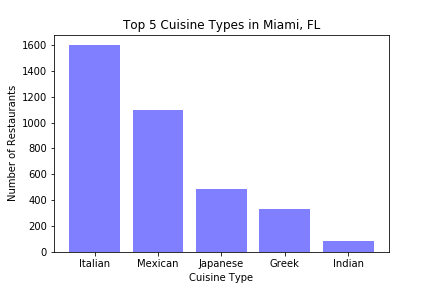 Top 5 Cuisine Types in Miami, FL
Number of Restaurants
1600
1400
1200
1000
800
600
400
200
0
Italian Mexican Japanese Greek Indian
Cuisine Type